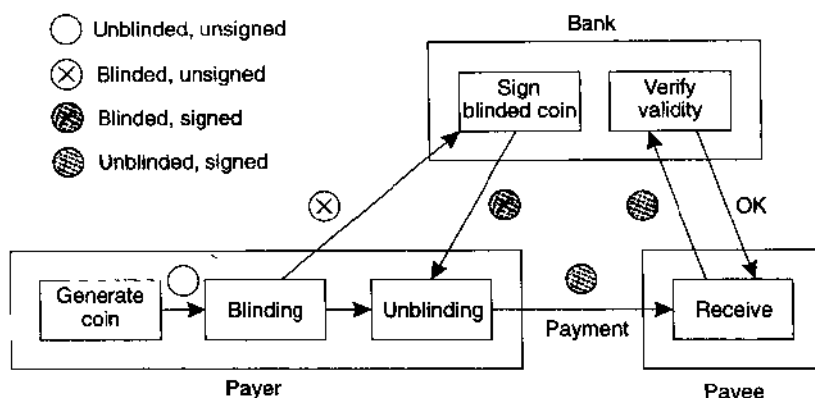 Unblinded, unsigned
Blinded, unsigned
Blinded, signed
Unblinded, signed
Bank
Sign
blinded coin
Verify
validity
OK
Generate
coin
Blinding
Unblinding
Payment
Receive
Payer
Payee